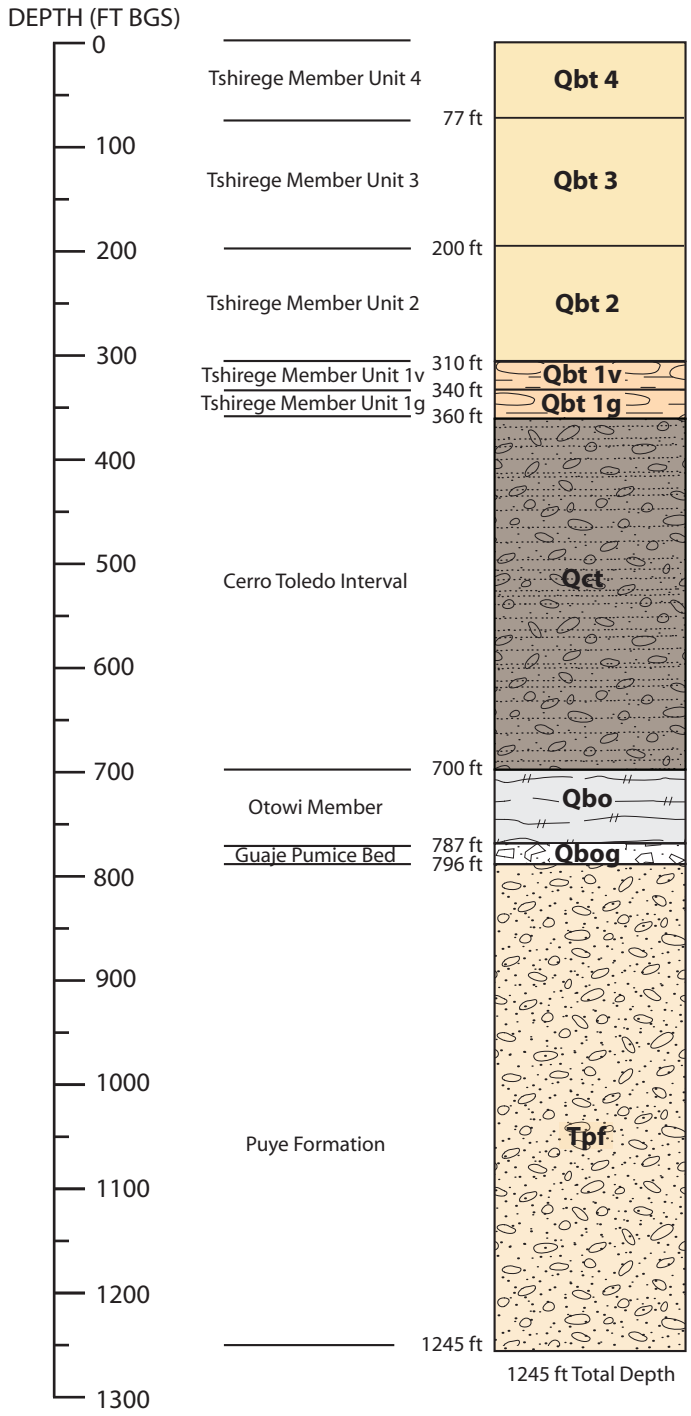 DEPTH (FT BGS)
0
Tshirege Member Unit 4
Qbt 4
77 ft
100
Tshirege Member Unit 3
Qbt 3
200
200 ft
Tshirege Member Unit 2
Qbt 2
300
310 ft
Tshirege Member Unit 1v
Qbt 1v
340 ft
Tshirege Member Unit 1g
Qbt 1g
360 ft
400
500
Cerro Toledo Interval
Qct
600
700
700 ft
Otowi Member
Qbo
787 ft
Guaje Pumice Bed
Qbog
796 ft
800
900
1000
Puye Formation
Tpf
1100
1200
1245 ft
1245 ft Total Depth
1300